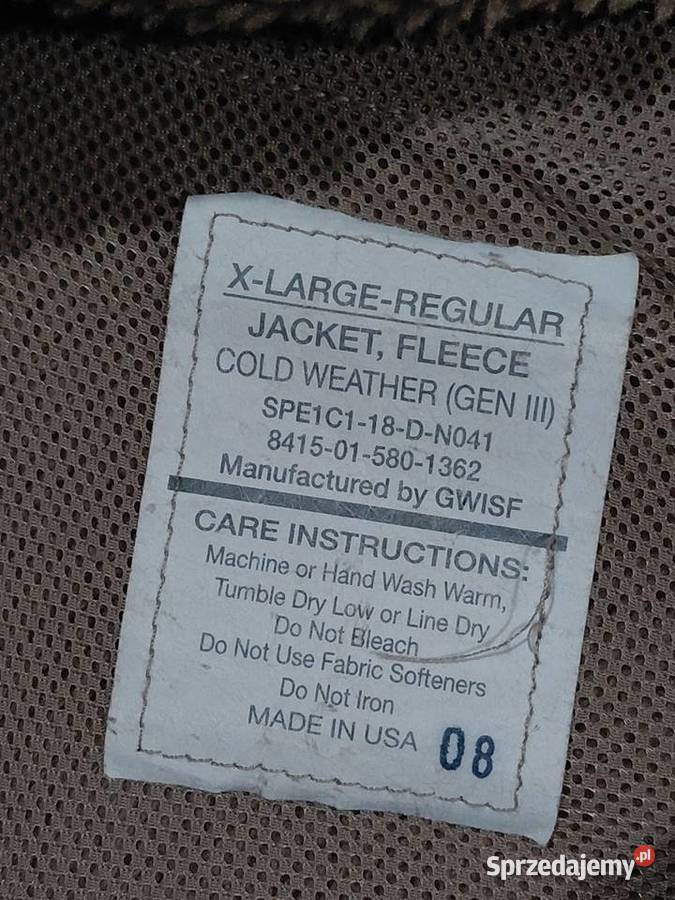 X-LARGE-REGULAR
JACKET, FLEECE
COLD WEATHER (GEN III)
SPE1C1-18-D-N041
8415-01-580-1362
Manufactured by GWISF
CARE INSTRUCTIONS:
Machine or Hand Wash Warm,
Tumble Dry Low or Line Dry
Do Not Bleach
Do Not Use Fabric Softeners
Do Not Iron
MADE IN USA 08
Sprzedajemy.pl